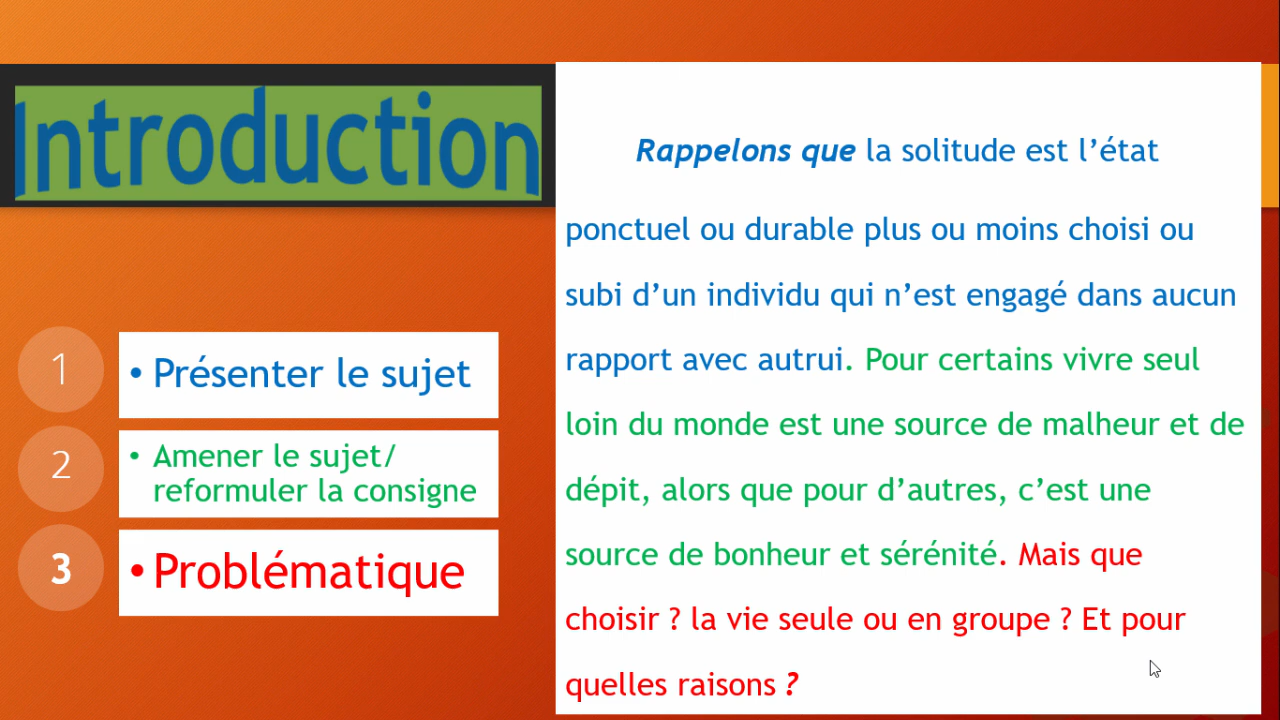 Introduction
1
• Présenter le sujet
2
• Amener le sujet/
reformuler la consigne
3
• Problématique
Rappelons que la solitude est l’état
ponctuel ou durable plus ou moins choisi ou
subi d’un individu qui n’est engagé dans aucun
rapport avec autrui. Pour certains vivre seul
loin du monde est une source de malheur et de
dépit, alors que pour d’autres, c’est une
source de bonheur et sérénité. Mais que
choisir ? la vie seule ou en groupe ? Et pour
quelles raisons ?